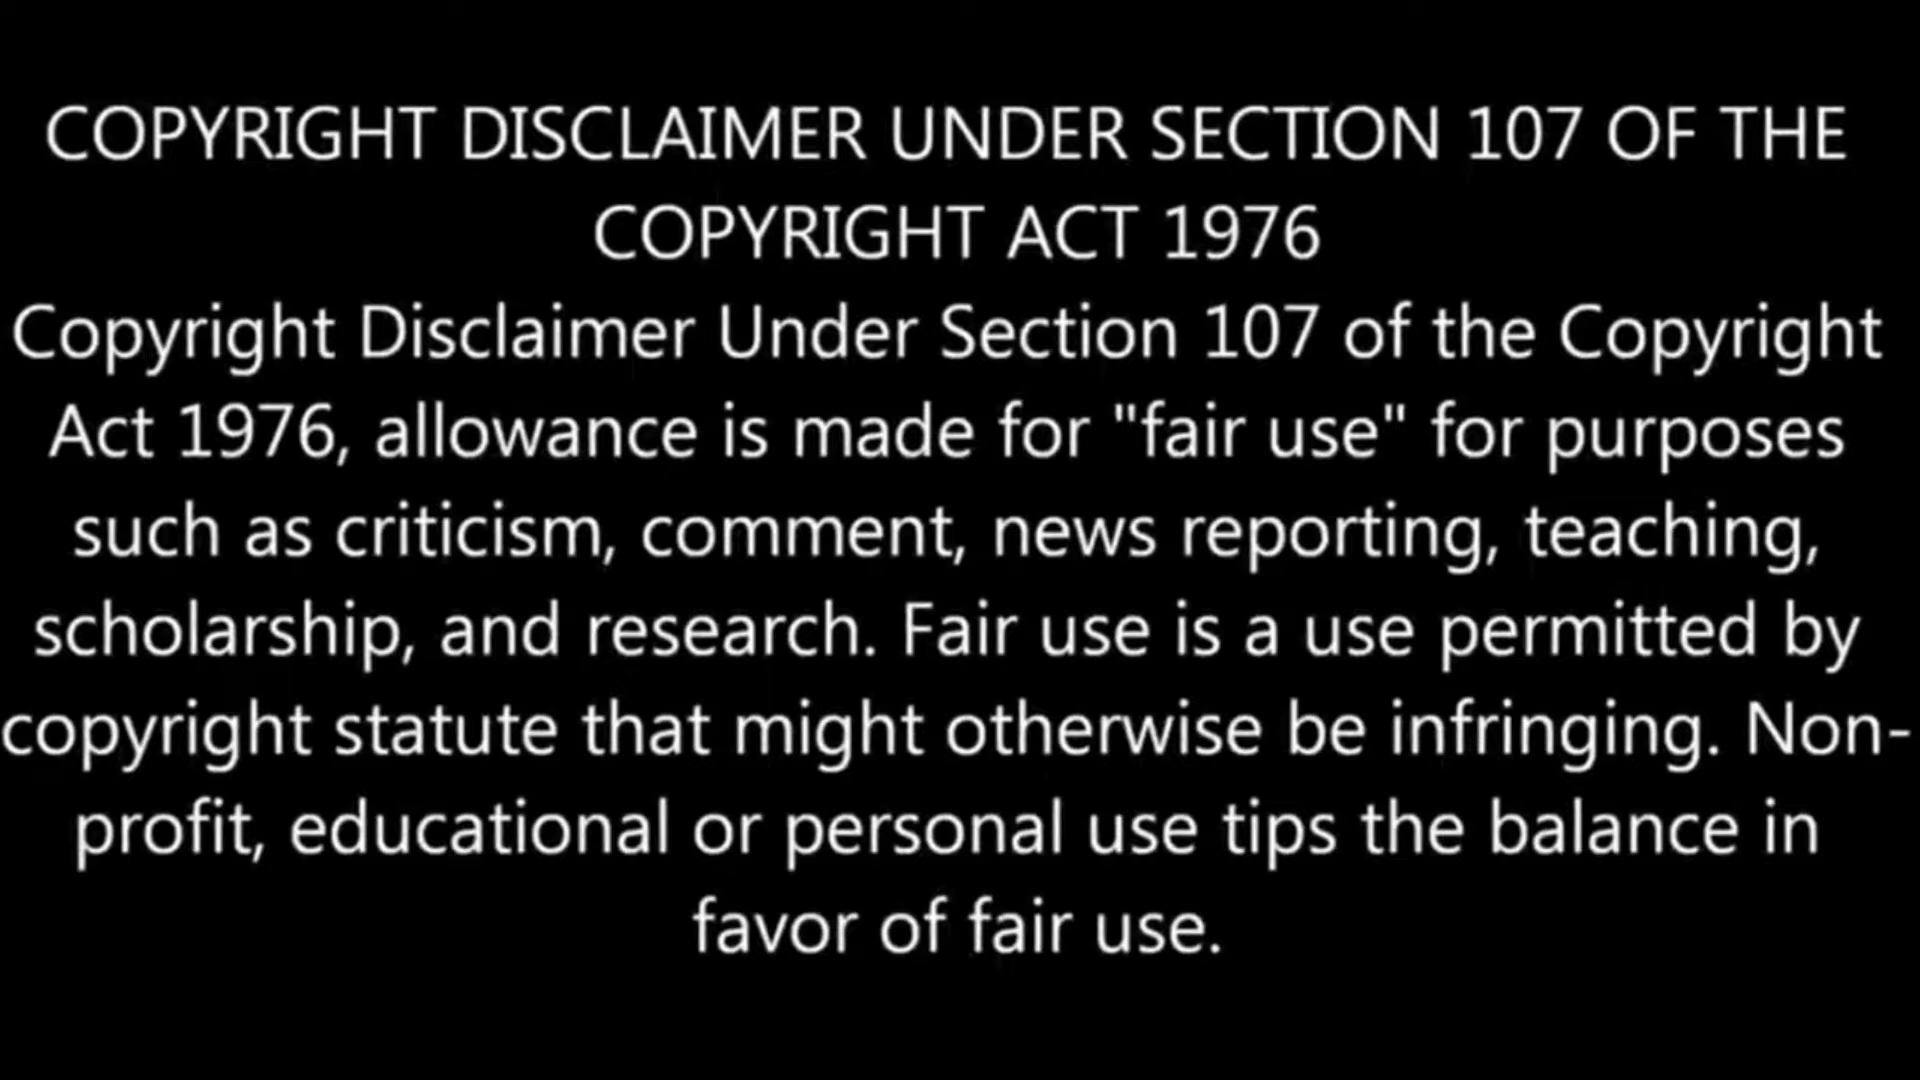 COPYRIGHT DISCLAIMER UNDER SECTION 107 OF THE
COPYRIGHT ACT 1976
Copyright Disclaimer Under Section 107 of the Copyright
Act 1976, allowance is made for "fair use" for purposes
such as criticism, comment, news reporting, teaching,
scholarship, and research. Fair use is a use permitted by
copyright statute that might otherwise be infringing. Non-
profit, educational or personal use tips the balance in
favor of fair use.